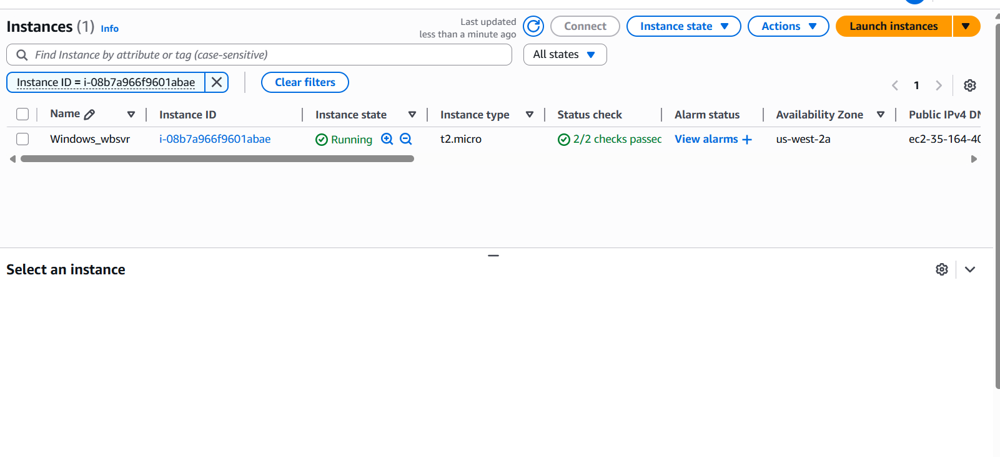 Instances (1) Info
Last updated
less than a minute ago
Connect
Instance state
Actions
Launch instances
Find Instance by attribute or tag (case-sensitive)
All states
Instance ID = i-08b7a966f9601abae
Clear filters
1
Name Instance ID Instance state Instance type Status check Alarm status Availability Zone Public IPv4 DN
Windows_wbsvr i-08b7a966f9601abae Running t2.micro 2/2 checks passec View alarms + us-west-2a ec2-35-164-40
Select an instance